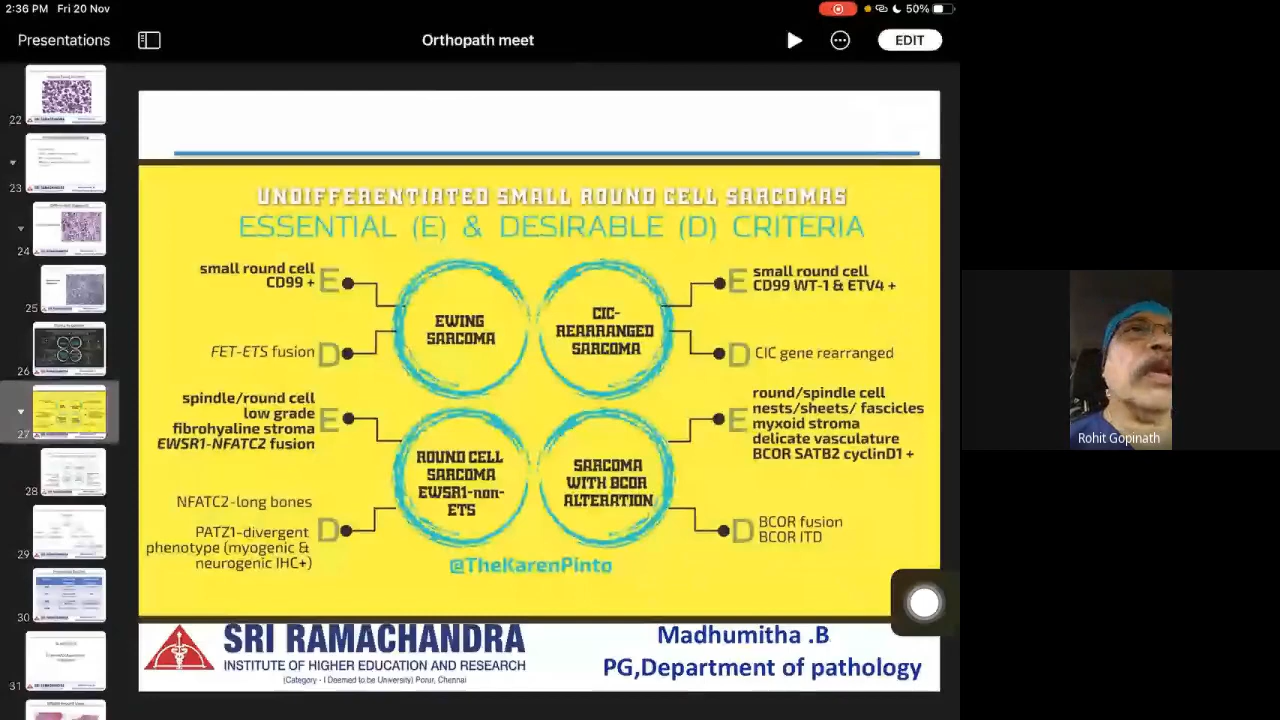 2:36 PM Fri 20 Nov
50%
Presentations
Orthopath meet
EDIT
22
23
24
25
26
27
28
29
30
31
UNDIFFERENTIATED SMALL ROUND CELL SARCOMAS
ESSENTIAL (E) & DESIRABLE (D) CRITERIA
small round cell
CD99 +
E
EWING
SARCOMA
FET-ETS fusion
D
CIC-
REARRANGED
SARCOMA
E
small round cell
CD99 WT-1 & ETV4 +
D
CIC gene rearranged
spindle/round cell
low grade
fibrohyaline stroma
EWSR1-NFATC2 fusion
E
ROUND CELL
SARCOMA
EWSR1-non-
ETS
NFATC2-long bones
PATZ1-divergent
phenotype (myogenic &
neurogenic IHC+)
D
SARCOMA
WITH BCOR
ALTERATION
E
round/spindle cell
nests/sheets/ fascicles
myxoid stroma
delicate vasculature
BCOR SATB2 cyclinD1 +
D
BCOR fusion
BCOR ITD
@TheKarenPinto
SRI RAMACHANDRA
INSTITUTE OF HIGHER EDUCATION AND RESEARCH
(Category - I Deemed to be University) Porur, Chennai
Madhumitha .B
PG,Department of pathology
Rohit Gopinath